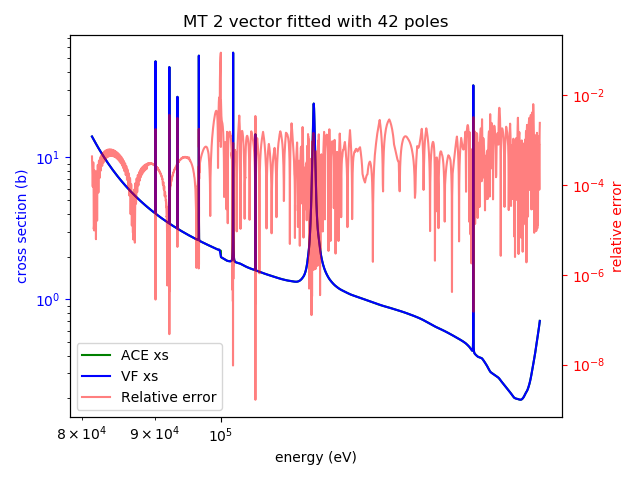 MT 2 vector fitted with 42 poles
cross section (b)
10¹
10⁰
10⁻²
10⁻⁴
10⁻⁶
10⁻⁸
relative error
ACE xs
VF xs
Relative error
8 × 10⁴ 9 × 10⁴ 10⁵
energy (eV)